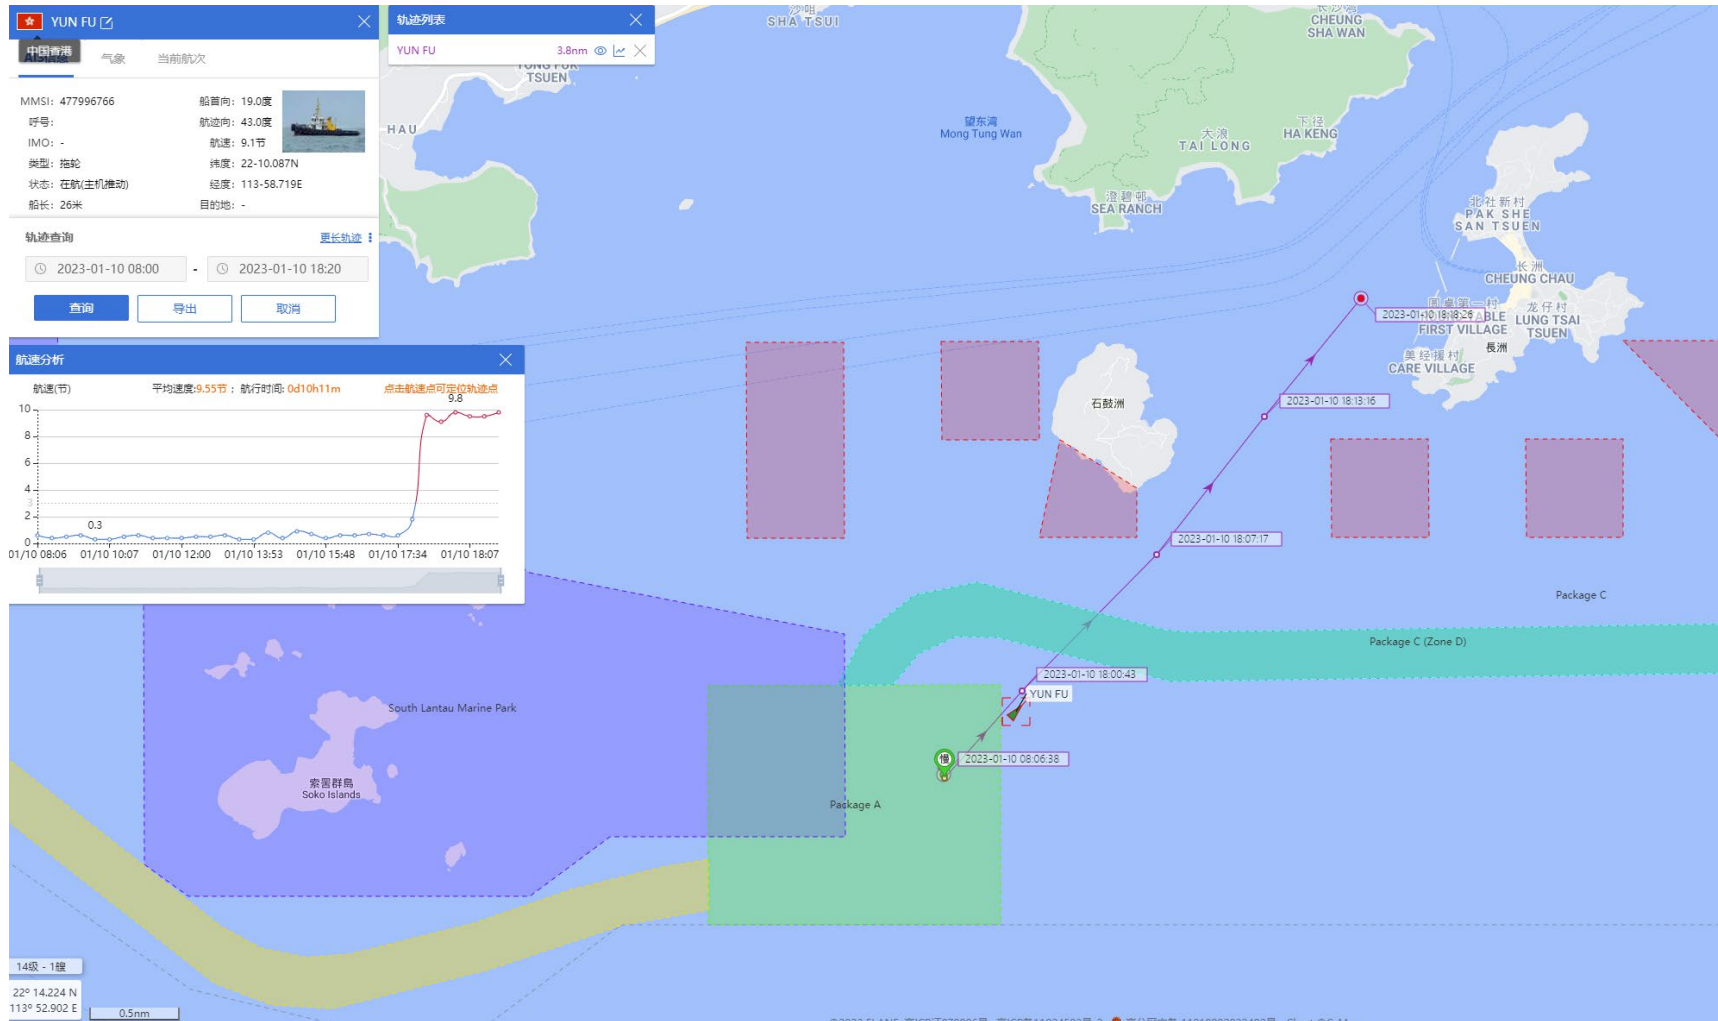 YUN FU
中国香港
气象
当前航次
MMSI: 477996766
船首向: 19.0度
呼号:
航迹向: 43.0度
IMO: -
航速: 9.1节
类型: 拖轮
纬度: 22-10.087N
状态: 在航(主机推动)
经度: 113-58.719E
船长: 26米
目的地: -
轨迹查询
更长轨迹
2023-01-10 08:00
-
2023-01-10 18:20
查询
导出
取消
轨迹列表
YUN FU
3.8nm
航速分析
航速(节)
平均速度:9.55节; 航行时间: 0d10h11m
点击航速点可定位轨迹点
9.8
10
8
6
4
3
2
0
0.3
01/10 08:06
01/10 10:07
01/10 12:00
01/10 13:53
01/10 15:48
01/10 17:34
01/10 18:07
SHA TSUI
TSUEN
HAU
CHEUNG
SHA WAN
望东湾
Mong Tung Wan
大浪
TAI LONG
下径
HA KENG
澄碧邨
SEA RANCH
北社新村
PAK SHE
SAN TSUEN
长洲
CHEUNG CHAU
2023-01-10 18:18:26
圆桌第一村
FIRST VILLAGE
龙仔村
LUNG TSAI
TSUEN
美经援村
CARE VILLAGE
長洲
石鼓洲
2023-01-10 18:13:16
2023-01-10 18:07:17
Package C
Package C (Zone D)
2023-01-10 18:00:43
YUN FU
慢
2023-01-10 08:06:38
South Lantau Marine Park
索罟群島
Soko Islands
Package A
14级 - 1艘
22º 14.224 N
113º 52.902 E
0.5nm